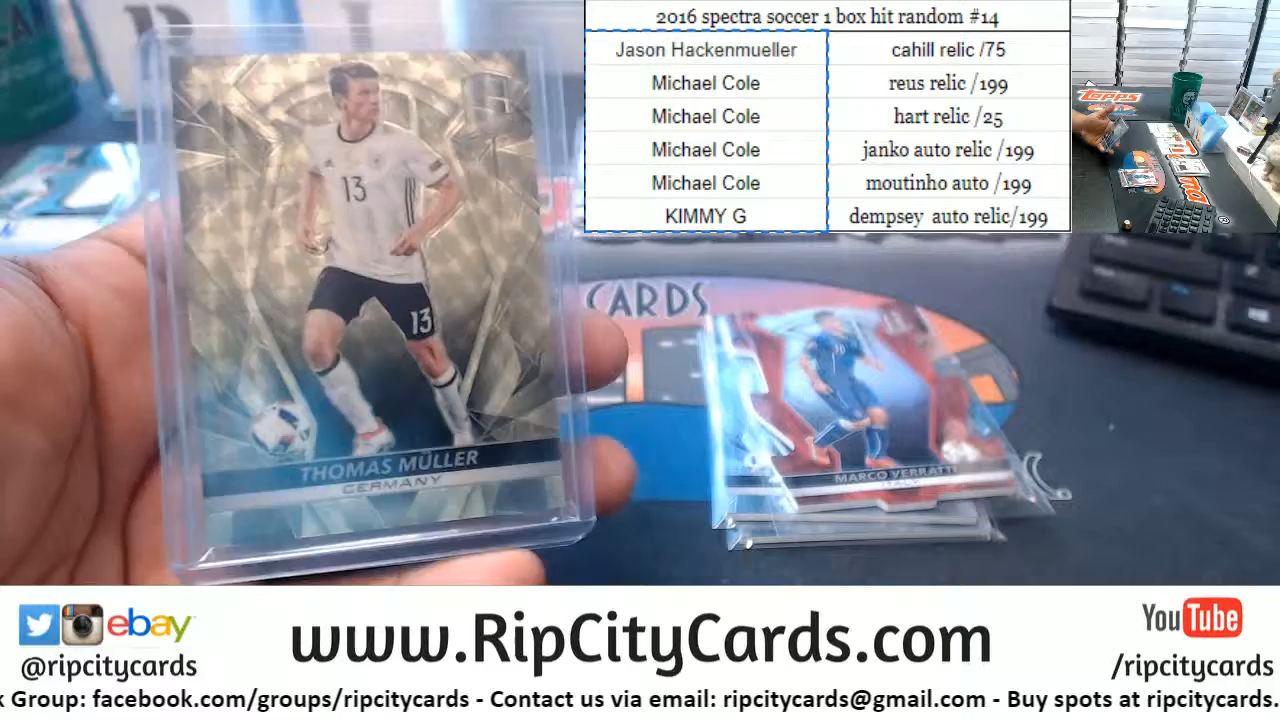 2016 spectra soccer 1 box hit random #14
Jason Hackenmueller cahill relic /75
Michael Cole reus relic /199
Michael Cole hart relic /25
Michael Cole janko auto relic /199
Michael Cole moutinho auto /199
KIMMY G dempsey auto relic/199
Topps
13
13
THOMAS MÜLLER
GERMANY
CARDS
MARCO VERRATTI
ITALY
ebay
@ripcitycards
www.RipCityCards.com
YouTube
/ripcitycards
k Group: facebook.com/groups/ripcitycards - Contact us via email: ripcitycards@gmail.com - Buy spots at ripcitycards.